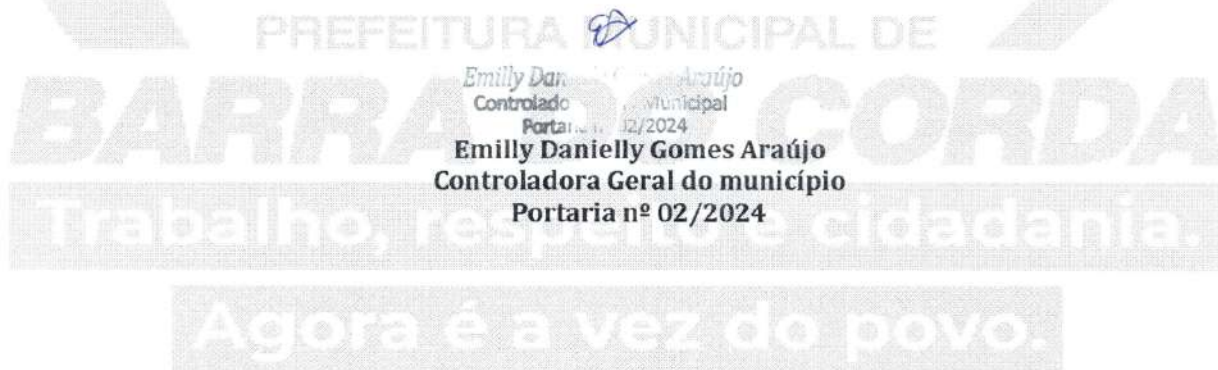 PREFEITURA MUNICIPAL DE
BARRA DO CORDA
Emilly Araújo
Municipal
Emilly Danielly Gomes Araújo
Controladora Geral do município
Portaria nº 02/2024
Trabalho, respeito e cidadania.
Agora é a vez do povo.